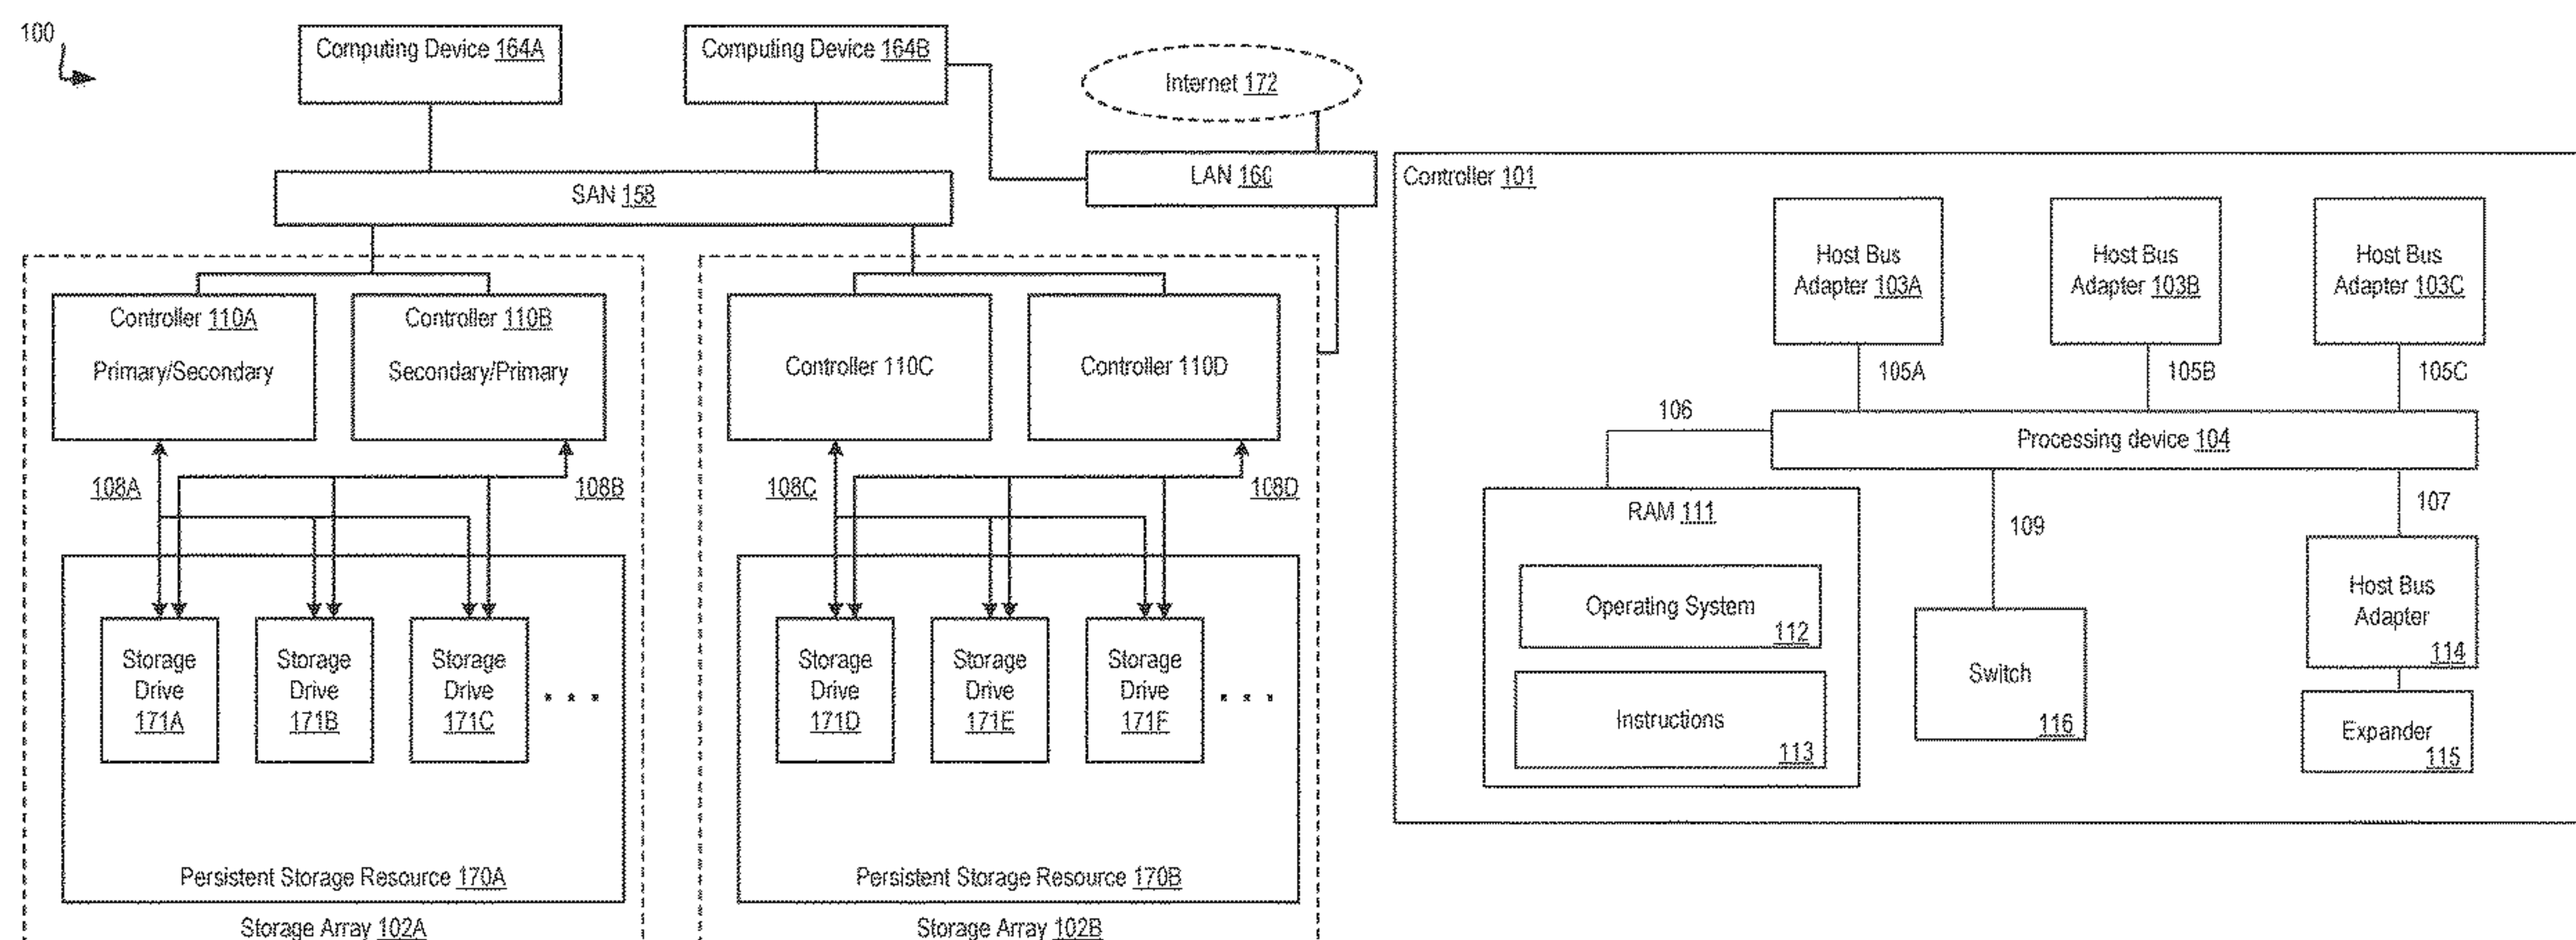 100
Computing Device 164A
Computing Device 164B
Internet 172
LAN 160
SAN 158
Controller 110A
Primary/Secondary
Controller 110B
Secondary/Primary
Controller 110C
Controller 110D
108A
108B
108C
108D
Storage
Drive
171A
Storage
Drive
171B
Storage
Drive
171C
. . .
Storage
Drive
171D
Storage
Drive
171E
Storage
Drive
171F
. . .
Persistent Storage Resource 170A
Persistent Storage Resource 170B
Storage Array 102A
Storage Array 102B
Controller 101
Host Bus
Adapter 103A
Host Bus
Adapter 103B
Host Bus
Adapter 103C
105A
105B
105C
106
Processing device 104
RAM 111
109
107
Operating System
112
Instructions
113
Switch
116
Host Bus
Adapter
114
Expander
115